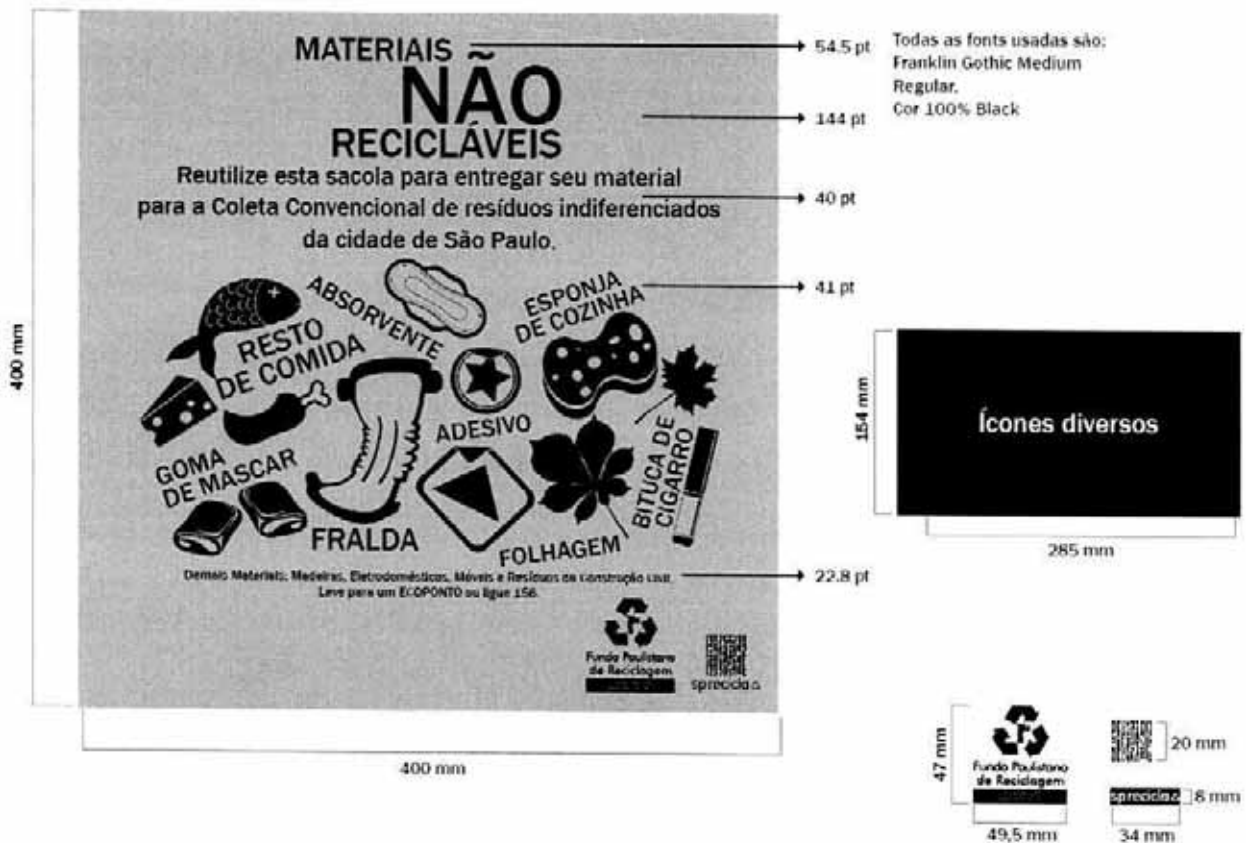 MATERIAIS
NÃO
RECICLÁVEIS
Reutilize esta sacola para entregar seu material
para a Coleta Convencional de resíduos indiferenciados
da cidade de São Paulo.
RESTO
DE COMIDA
ABSORVENTE
ESPONJA
DE COZINHA
ADESIVO
GOMA
DE MASCAR
FRALDA
FOLHAGEM
BITUCA DE
CIGARRO
Demais Materiais: Madeiras, Eletrodomésticos, Móveis e Resíduos da Construção Civil.
Leve para um ECOPONTO ou ligue 156.
Fundo Paulistano
de Reciclagem
sprecicla
400 mm
400 mm
54.5 pt
144 pt
40 pt
41 pt
22.8 pt
Todas as fonts usadas são:
Franklin Gothic Medium
Regular.
Cor 100% Black
154 mm
Ícones diversos
285 mm
47 mm
Fundo Paulistano
de Reciclagem
49,5 mm
20 mm
sprecicla
8 mm
34 mm